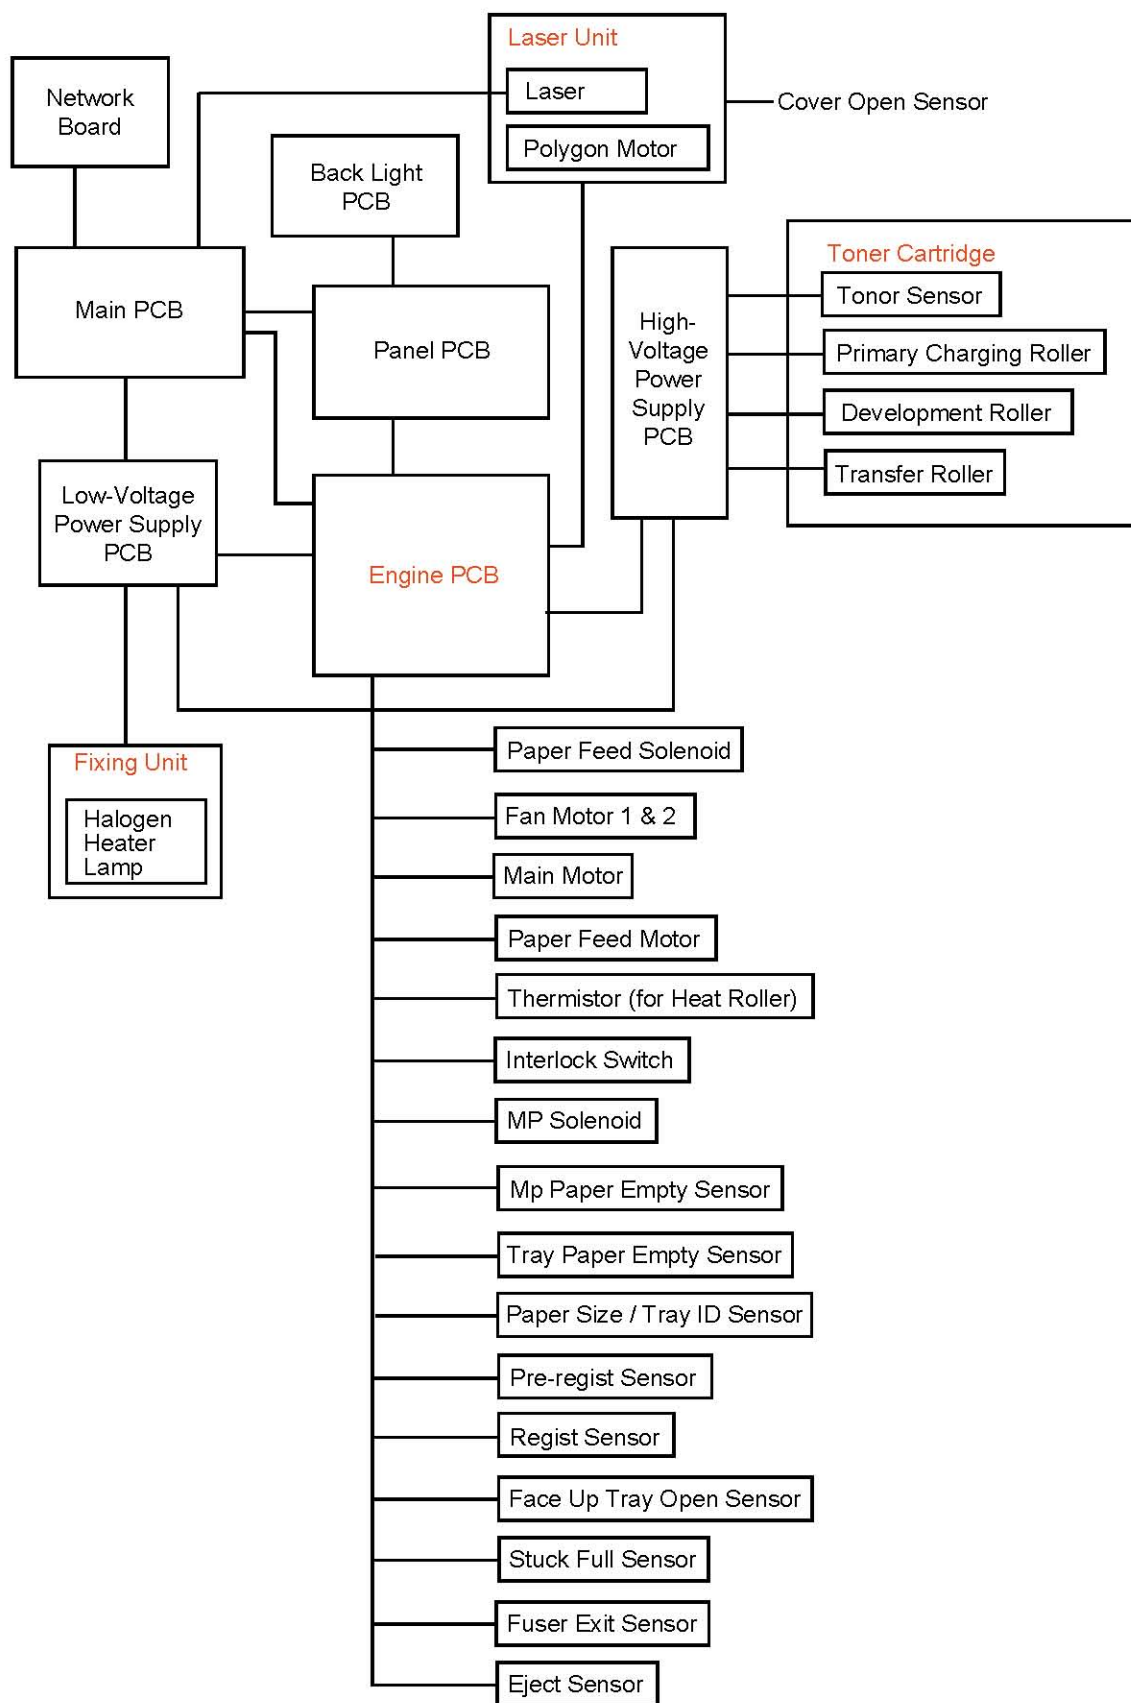 Laser Unit
Laser
Polygon Motor
Cover Open Sensor
Network
Board
Back Light
PCB
Main PCB
Panel PCB
High-
Voltage
Power
Supply
PCB
Toner Cartridge
Tonor Sensor
Primary Charging Roller
Development Roller
Transfer Roller
Low-Voltage
Power Supply
PCB
Engine PCB
Fixing Unit
Halogen
Heater
Lamp
Paper Feed Solenoid
Fan Motor 1 & 2
Main Motor
Paper Feed Motor
Thermistor (for Heat Roller)
Interlock Switch
MP Solenoid
Mp Paper Empty Sensor
Tray Paper Empty Sensor
Paper Size / Tray ID Sensor
Pre-regist Sensor
Regist Sensor
Face Up Tray Open Sensor
Stuck Full Sensor
Fuser Exit Sensor
Eject Sensor